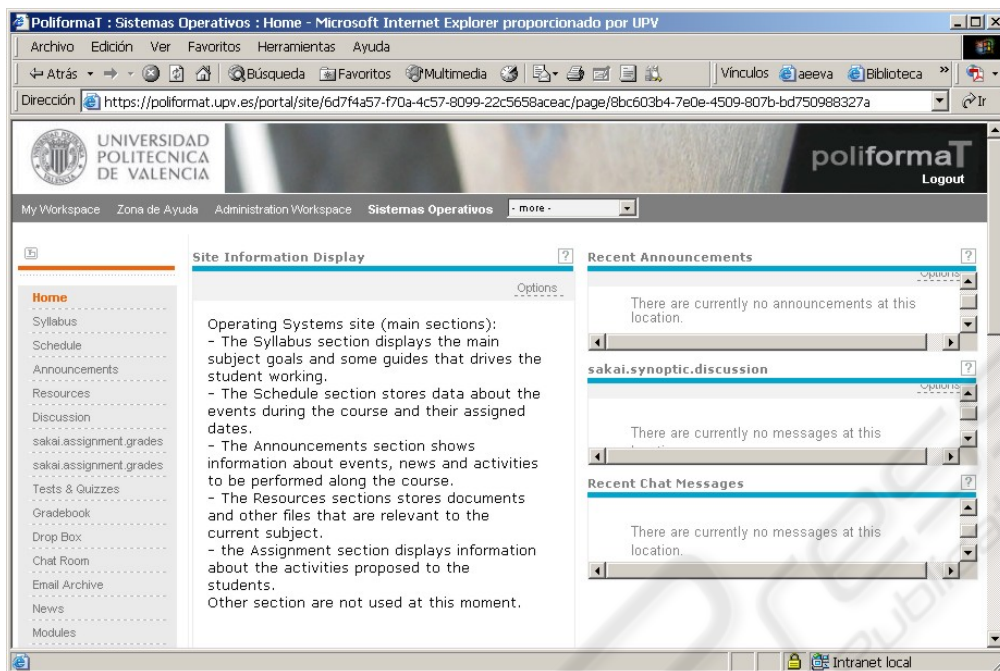 PoliformaT : Sistemas Operativos : Home - Microsoft Internet Explorer proporcionado por UPV
Archivo Edición Ver Favoritos Herramientas Ayuda
Atrás Búsqueda Favoritos Multimedia Vínculos aeeva Biblioteca »
Dirección https://poliformat.upv.es/portal/site/6d7f4a57-f70a-4c57-8099-22c5658aceac/page/8bc603b4-7e0e-4509-807b-bd750988327a Ir
UNIVERSIDAD
POLITECNICA
DE VALENCIA
poliformaT
Logout
My Workspace Zona de Ayuda Administration Workspace Sistemas Operativos - more -
Home
Syllabus
Schedule
Announcements
Resources
Discussion
sakai.assignment.grades
sakai.assignment.grades
Tests & Quizzes
Gradebook
Drop Box
Chat Room
Email Archive
News
Modules
Site Information Display ?
Options
Operating Systems site (main sections):
- The Syllabus section displays the main
subject goals and some guides that drives the
student working.
- The Schedule section stores data about the
events during the course and their assigned
dates.
- The Announcements section shows
information about events, news and activities
to be performed along the course.
- The Resources sections stores documents
and other files that are relevant to the
current subject.
- the Assignment section displays information
about the activities proposed to the
students.
Other section are not used at this moment.
Recent Announcements ?
Options
There are currently no announcements at this
location.
sakai.synoptic.discussion ?
Options
There are currently no messages at this
Recent Chat Messages ?
There are currently no messages at this
location.
Intranet local